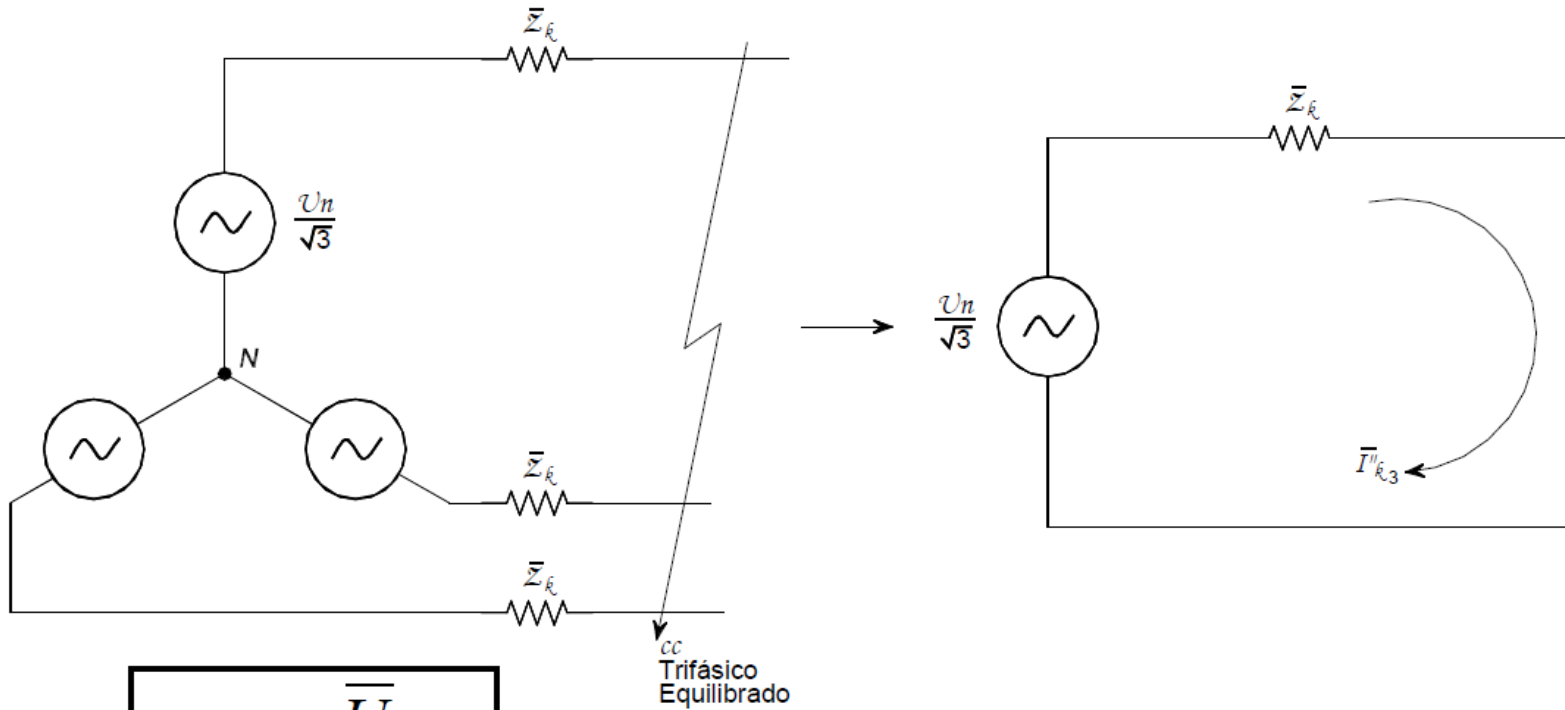 Z̄k
Un
√3
N
Z̄k
Z̄k
cc
Trifásico
Equilibrado
Z̄k
Un
√3
Ī"k3